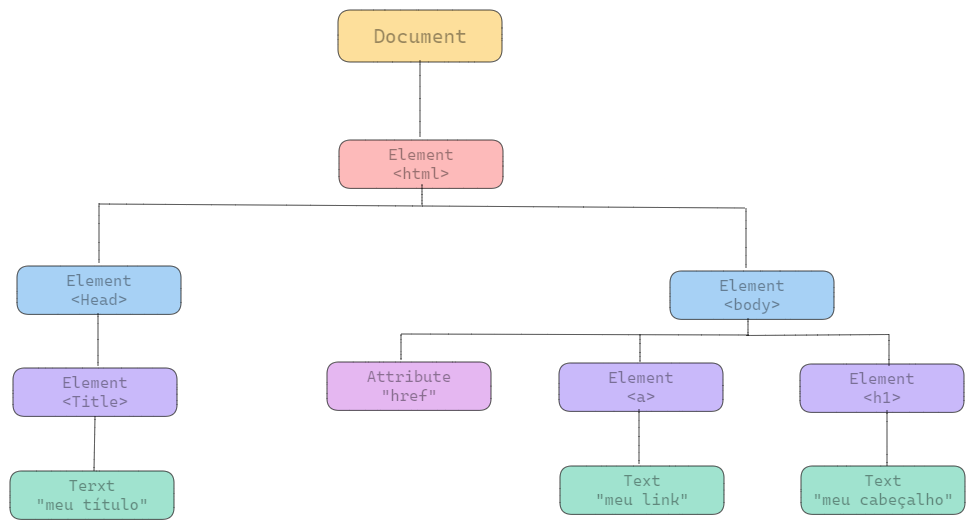 Document
Element
<html>
Element
<Head>
Element
<body>
Element
<Title>
Attribute
"href"
Element
<a>
Element
<h1>
Terxt
"meu título"
Text
"meu link"
Text
"meu cabeçalho"